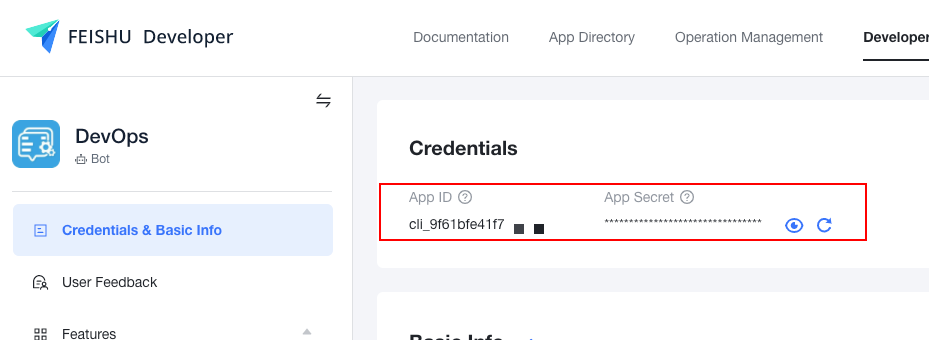 FEISHU Developer
Documentation
App Directory
Operation Management
Developer
DevOps
Bot
Credentials & Basic Info
User Feedback
Features
Credentials
App ID
App Secret
cli_9f61bfe41f7
********************************
Basic Info